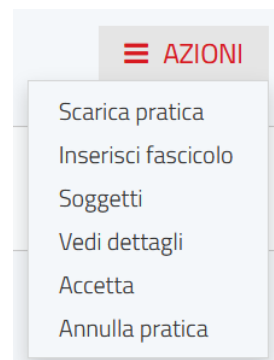 AZIONI
Scarica pratica
Inserisci fascicolo
Soggetti
Vedi dettagli
Accetta
Annulla pratica